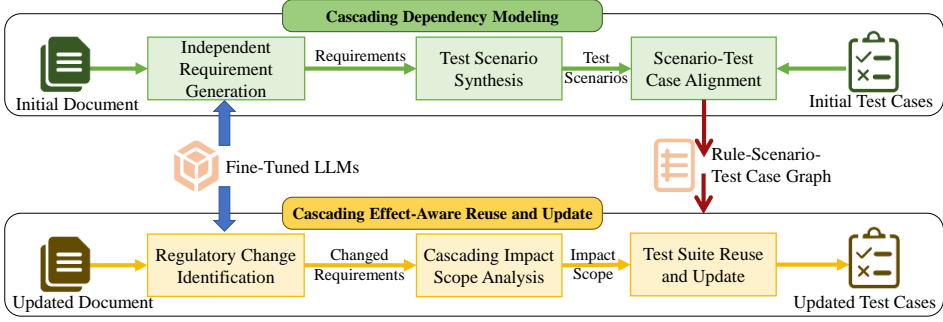 Cascading Dependency Modeling
Initial Document
Independent
Requirement
Generation
Requirements
Test Scenario
Synthesis
Test
Scenarios
Scenario-Test
Case Alignment
Initial Test Cases
Fine-Tuned LLMs
Rule-Scenario-
Test Case Graph
Cascading Effect-Aware Reuse and Update
Updated Document
Regulatory Change
Identification
Changed
Requirements
Cascading Impact
Scope Analysis
Impact
Scope
Test Suite Reuse
and Update
Updated Test Cases